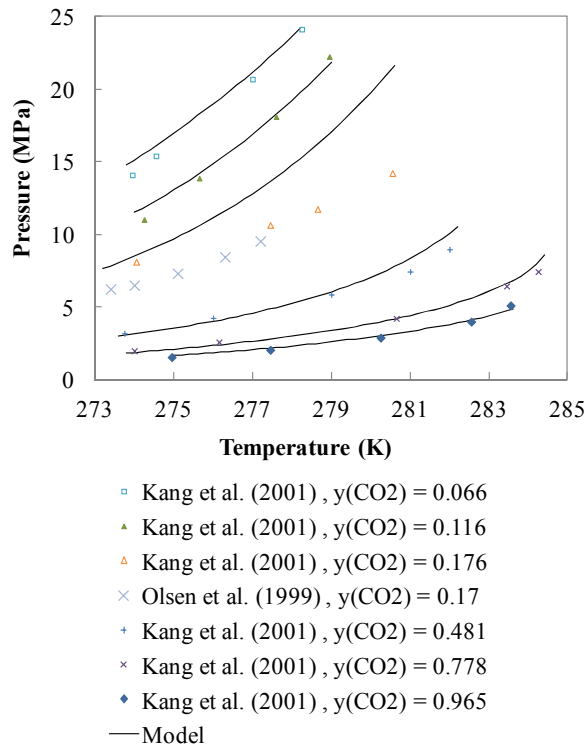 25
20
15
10
5
0
Pressure (MPa)
273 275 277 279 281 283 285
Temperature (K)
Kang et al. (2001) , y(CO2) = 0.066
Kang et al. (2001) , y(CO2) = 0.116
Kang et al. (2001) , y(CO2) = 0.176
Olsen et al. (1999) , y(CO2) = 0.17
Kang et al. (2001) , y(CO2) = 0.481
Kang et al. (2001) , y(CO2) = 0.778
Kang et al. (2001) , y(CO2) = 0.965
Model